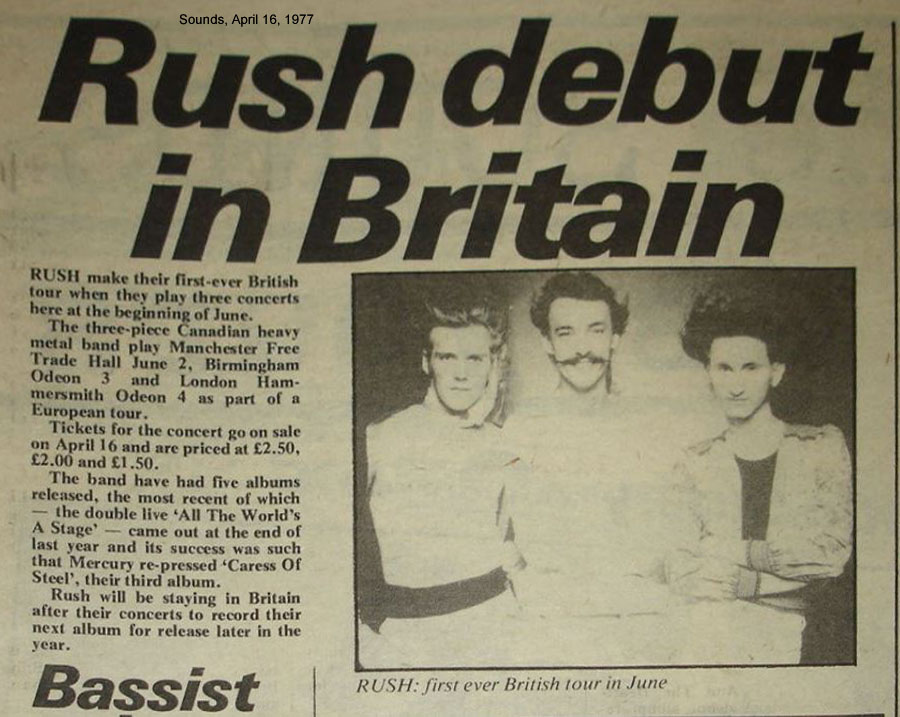 Sounds, April 16, 1977
Rush debut
in Britain
RUSH make their first-ever British
tour when they play three concerts
here at the beginning of June.
The three-piece Canadian heavy
metal band play Manchester Free
Trade Hall June 2, Birmingham
Odeon 3 and London Ham-
mersmith Odeon 4 as part of a
European tour.
Tickets for the concert go on sale
on April 16 and are priced at £2.50,
£2.00 and £1.50.
The band have had five albums
released, the most recent of which
— the double live ‘All The World’s
A Stage’ — came out at the end of
last year and its success was such
that Mercury re-pressed ‘Caress Of
Steel’, their third album.
Rush will be staying in Britain
after their concerts to record their
next album for release later in the
year.
RUSH: first ever British tour in June
Bassist